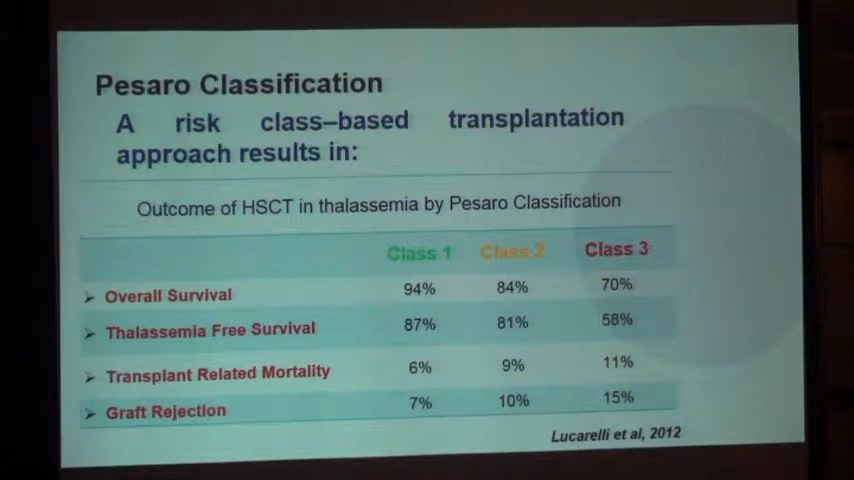 Pesaro Classification
A risk class–based transplantation
approach results in:
Outcome of HSCT in thalassemia by Pesaro Classification
Class 1 Class 2 Class 3
➢ Overall Survival 94% 84% 70%
➢ Thalassemia Free Survival 87% 81% 58%
➢ Transplant Related Mortality 6% 9% 11%
➢ Graft Rejection 7% 10% 15%
Lucarelli et al, 2012